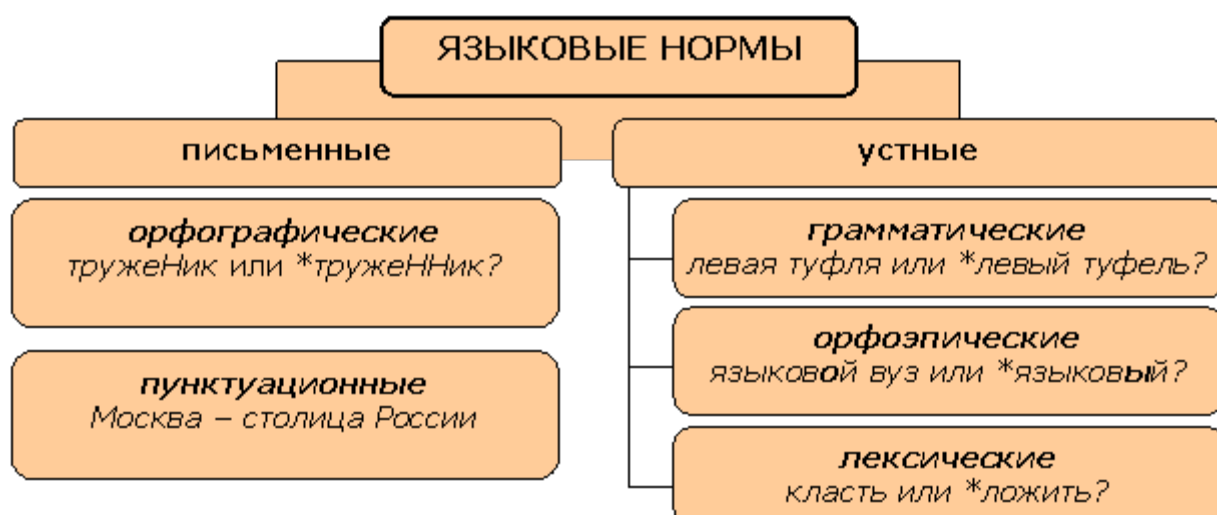 ЯЗЫКОВЫЕ НОРМЫ
письменные
орфографические
тружеНик или *тружеННик?
пунктуационные
Москва – столица России
устные
грамматические
левая туфля или *левый туфель?
орфоэпические
языковой вуз или *языковый?
лексические
класть или *ложить?